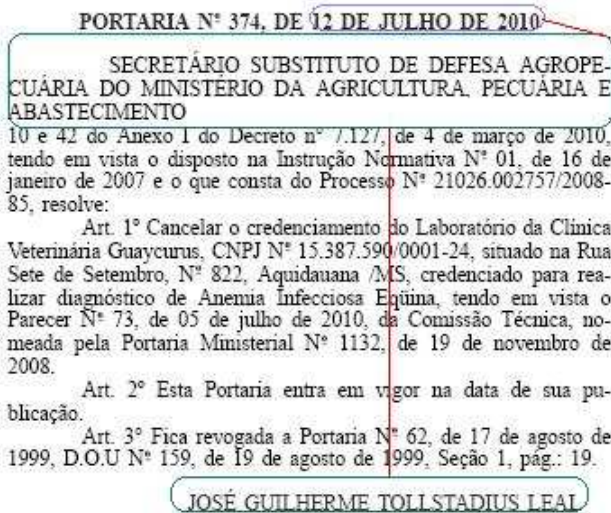 PORTARIA Nº 374, DE 12 DE JULHO DE 2010
SECRETÁRIO SUBSTITUTO DE DEFESA AGROPE-
CUÁRIA DO MINISTÉRIO DA AGRICULTURA, PECUÁRIA E
ABASTECIMENTO
10 e 42 do Anexo I do Decreto nº 7.127, de 4 de março de 2010,
tendo em vista o disposto na Instrução Normativa Nº 01, de 16 de
janeiro de 2007 e o que consta do Processo Nº 21026.002757/2008-
85, resolve:
Art. 1º Cancelar o credenciamento do Laboratório da Clínica
Veterinária Guaycurus, CNPJ Nº 15.387.590/0001-24, situado na Rua
Sete de Setembro, Nº 822, Aquidauana /MS, credenciado para rea-
lizar diagnóstico de Anemia Infecciosa Eqüina, tendo em vista o
Parecer Nº 73, de 05 de julho de 2010, da Comissão Técnica, no-
meada pela Portaria Ministerial Nº 1132, de 19 de novembro de
2008.
Art. 2º Esta Portaria entra em vigor na data de sua pu-
blicação.
Art. 3º Fica revogada a Portaria Nº 62, de 17 de agosto de
1999, D.O.U Nº 159, de 19 de agosto de 1999, Seção 1, pág.: 19.
JOSÉ GUILHERME TOLLSTADIUS LEAL